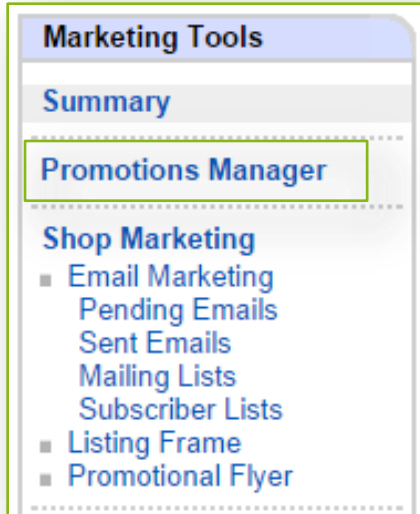 Marketing Tools
Summary
Promotions Manager
Shop Marketing
Email Marketing
Pending Emails
Sent Emails
Mailing Lists
Subscriber Lists
Listing Frame
Promotional Flyer